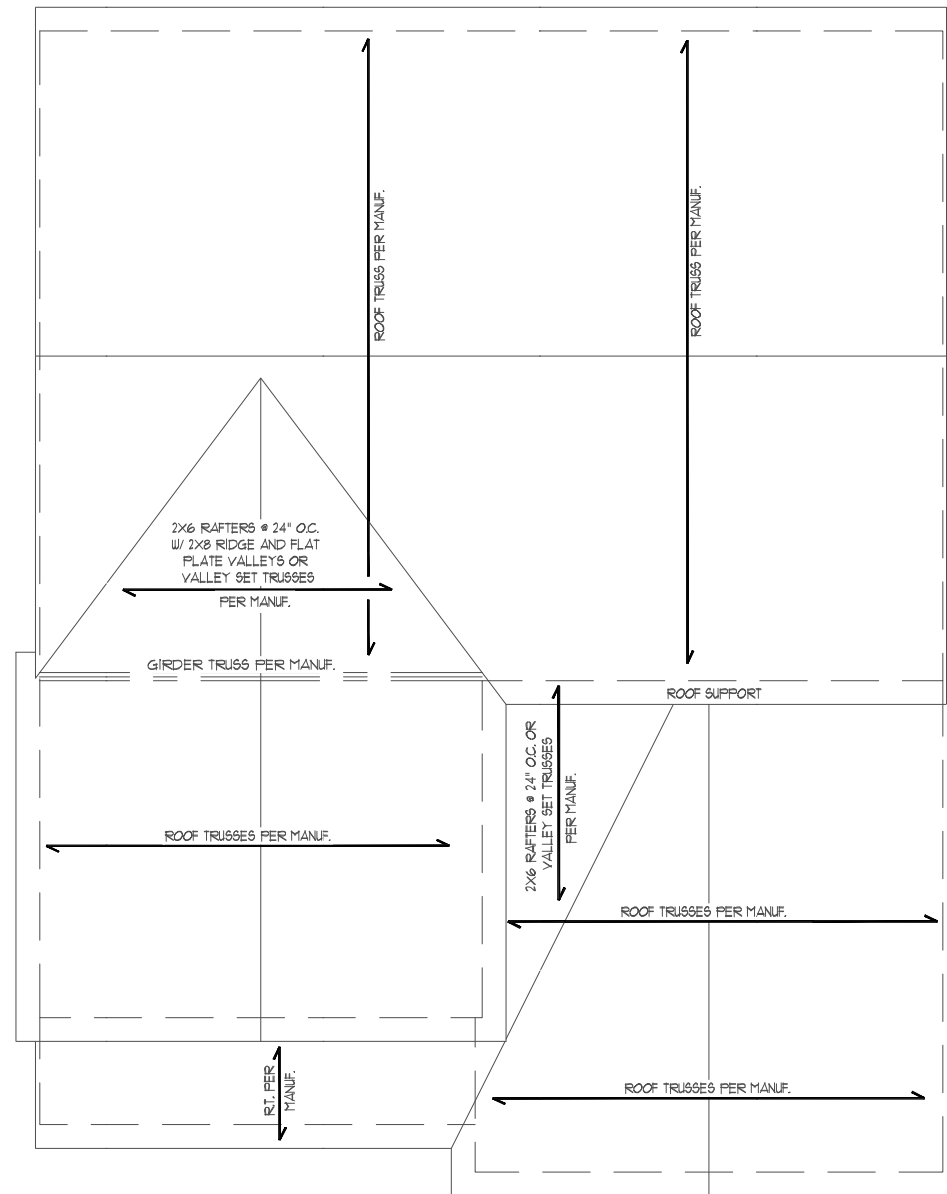 ROOF TRUSS PER MANUF.
ROOF TRUSS PER MANUF.
2X6 RAFTERS @ 24" O.C.
W/ 2X8 RIDGE AND FLAT
PLATE VALLEYS OR
VALLEY SET TRUSSES
PER MANUF.
GIRDER TRUSS PER MANUF.
ROOF SUPPORT
2X6 RAFTERS @ 24" O.C. OR
VALLEY SET TRUSSES
PER MANUF.
ROOF TRUSSES PER MANUF.
ROOF TRUSSES PER MANUF.
R.T. PER
MANUF.
ROOF TRUSSES PER MANUF.